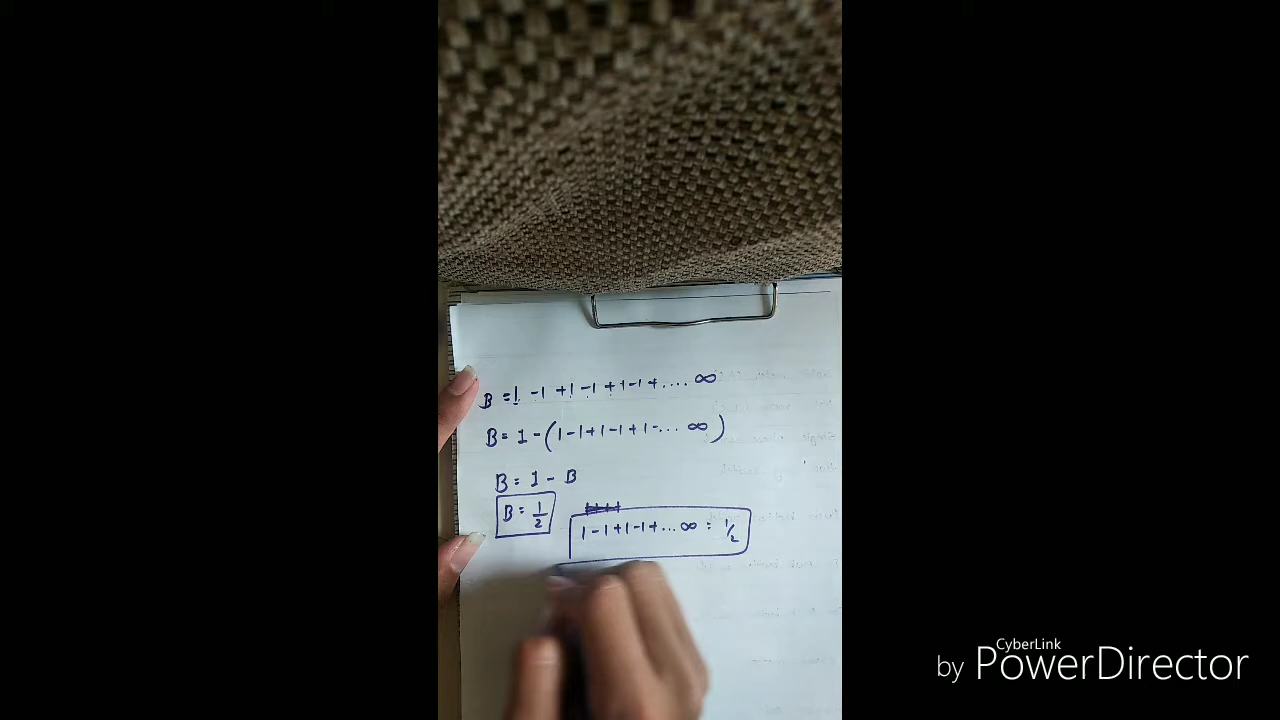 B = 1 - 1 + 1 - 1 + 1 - 1 + .... ∞
B = 1 - (1 - 1 + 1 - 1 + 1 - ... ∞)
B = 1 - B
B = 1/2
1 - 1 + 1 - 1 + ... ∞ = 1/2
CyberLink
by PowerDirector